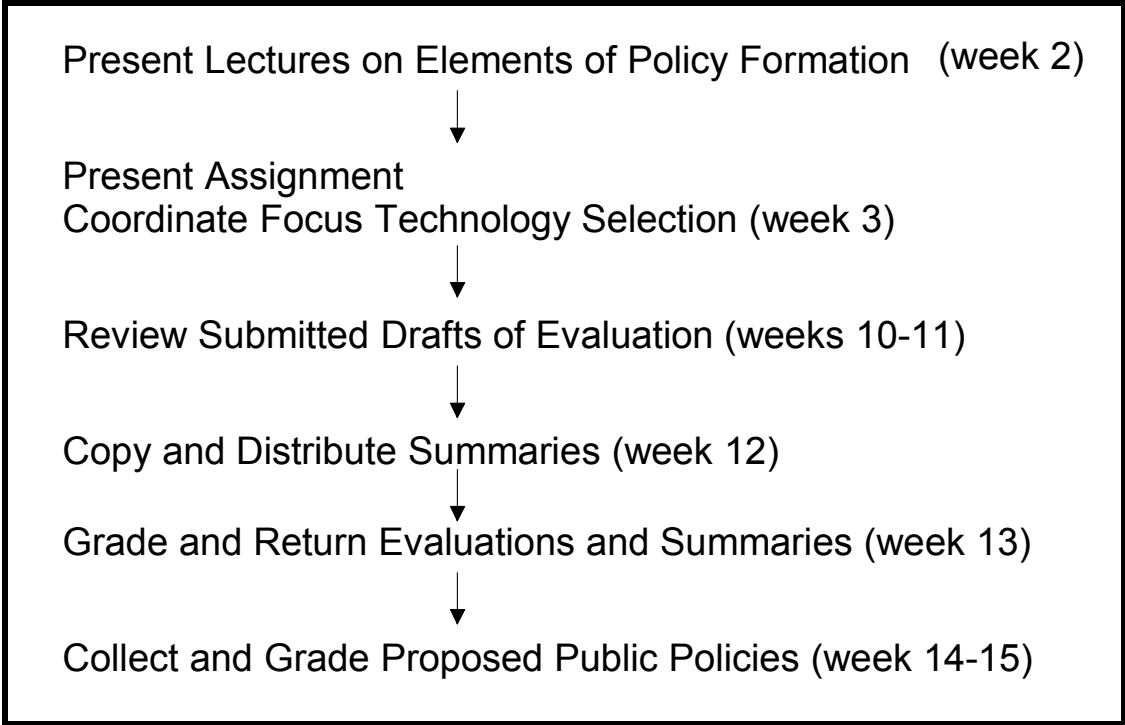 Present Lectures on Elements of Policy Formation (week 2)
Present Assignment
Coordinate Focus Technology Selection (week 3)
Review Submitted Drafts of Evaluation (weeks 10-11)
Copy and Distribute Summaries (week 12)
Grade and Return Evaluations and Summaries (week 13)
Collect and Grade Proposed Public Policies (week 14-15)